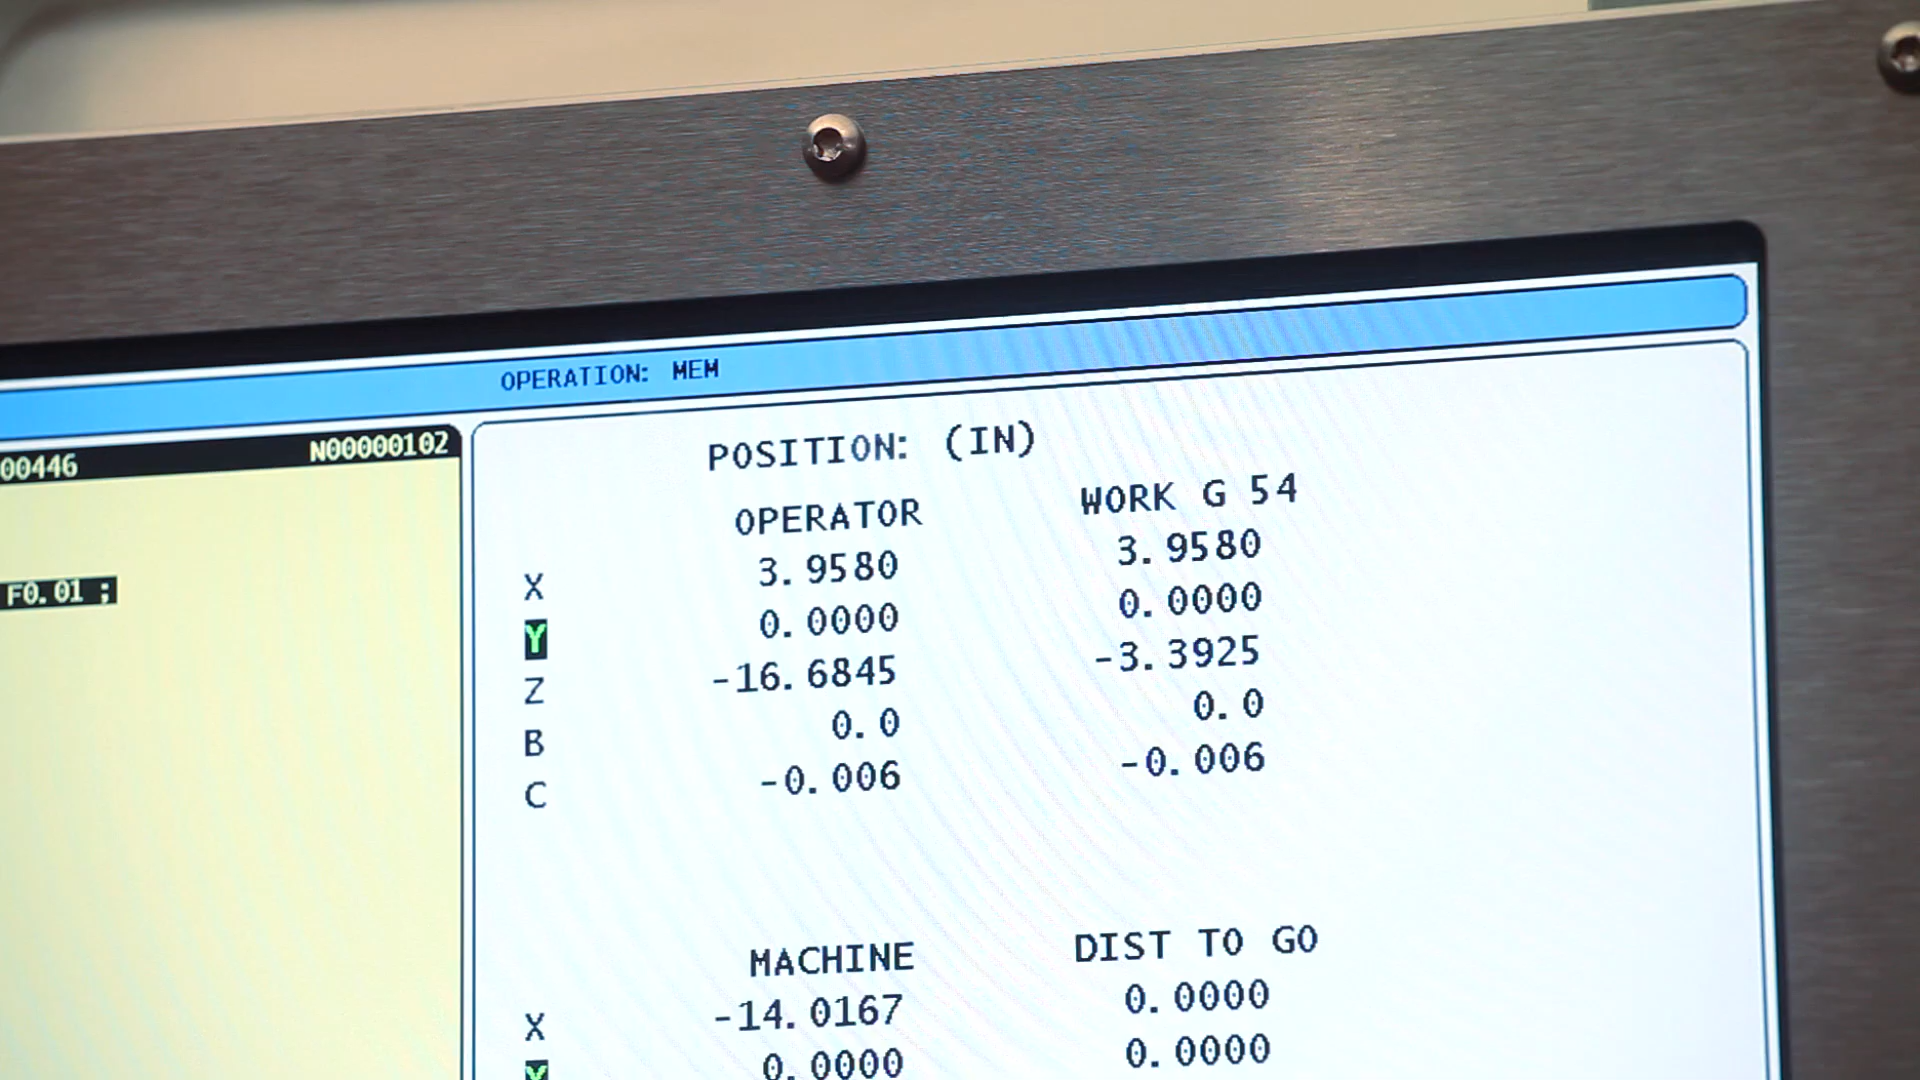 OPERATION: MEM
00446 N00000102
F0.01 ;
POSITION: (IN)
OPERATOR WORK G 54
X 3.9580 3.9580
Y 0.0000 0.0000
Z -16.6845 -3.3925
B 0.0 0.0
C -0.006 -0.006
MACHINE DIST TO GO
X -14.0167 0.0000
Y 0.0000 0.0000